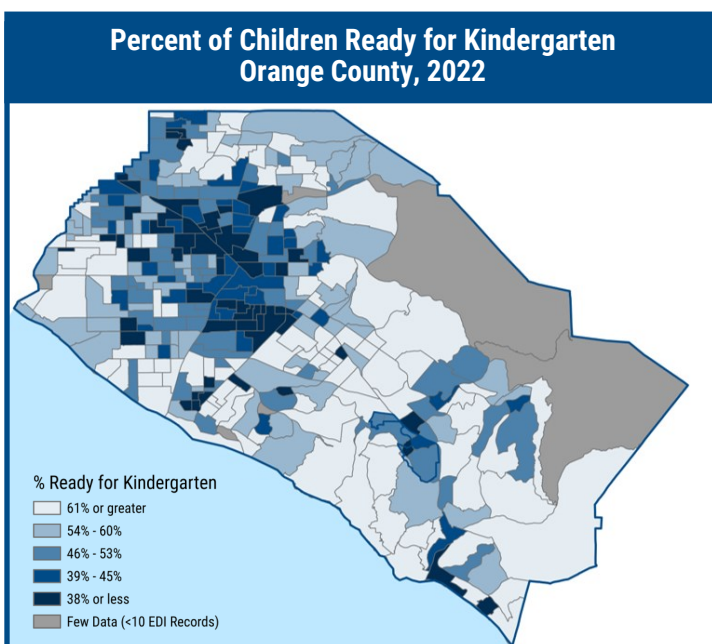 Percent of Children Ready for Kindergarten
Orange County, 2022
% Ready for Kindergarten
61% or greater
54% - 60%
46% - 53%
39% - 45%
38% or less
Few Data (<10 EDI Records)